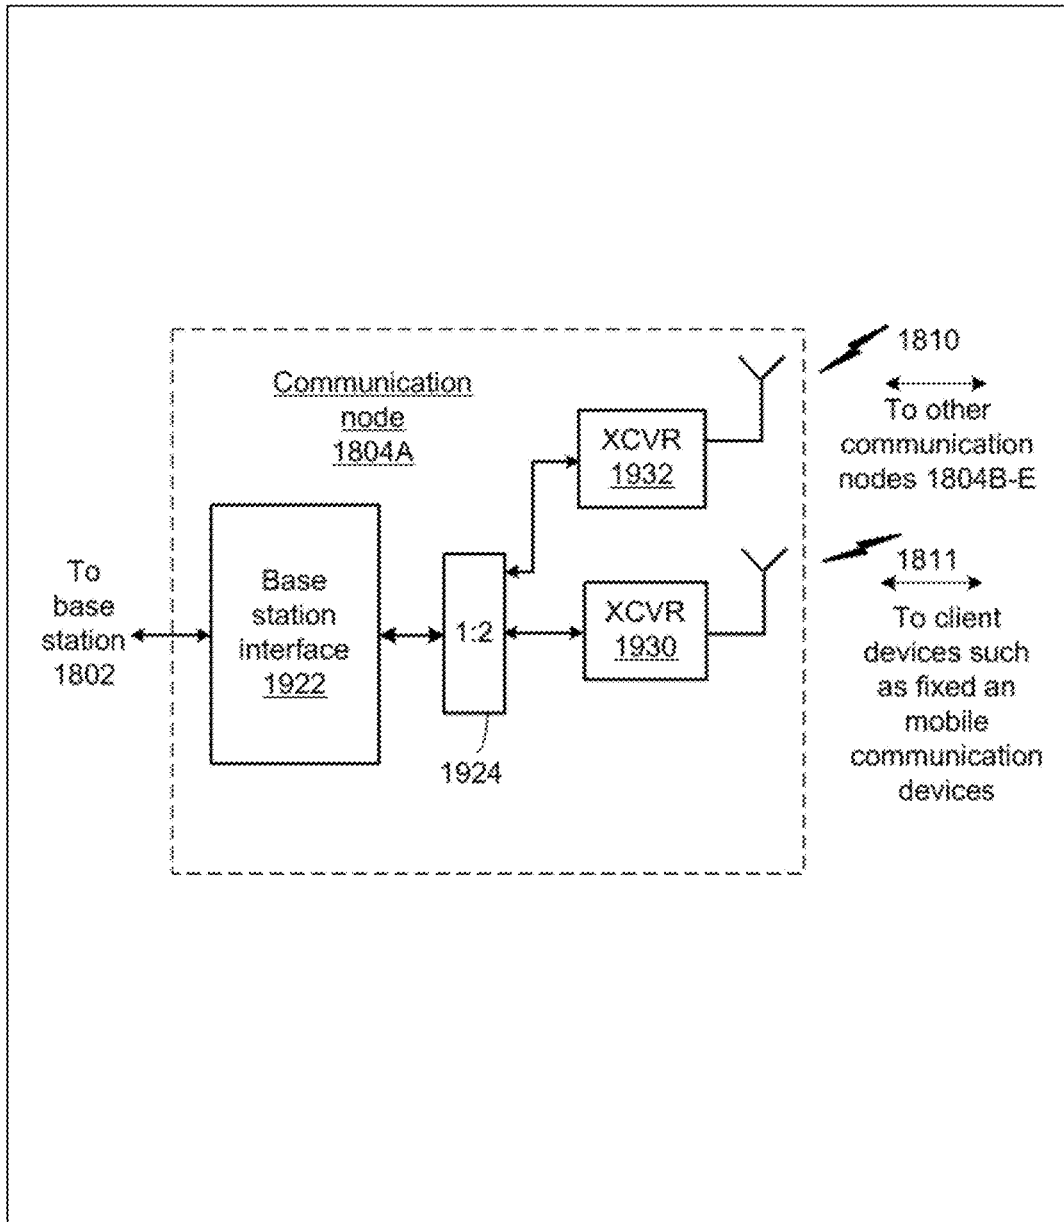 Communication
node
1804A
To
base
station
1802
Base
station
interface
1922
1:2
1924
XCVR
1932
XCVR
1930
1810
To other
communication
nodes 1804B-E
1811
To client
devices such
as fixed an
mobile
communication
devices